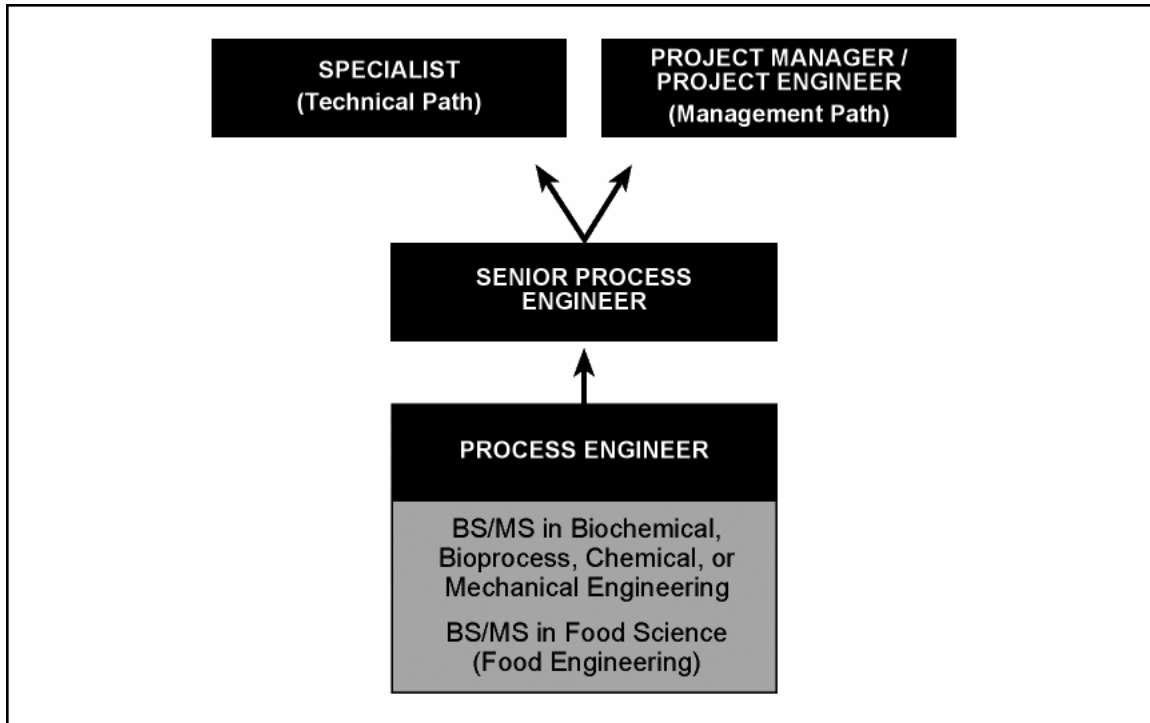 SPECIALIST
(Technical Path)
PROJECT MANAGER /
PROJECT ENGINEER
(Management Path)
SENIOR PROCESS
ENGINEER
PROCESS ENGINEER
BS/MS in Biochemical,
Bioprocess, Chemical, or
Mechanical Engineering
BS/MS in Food Science
(Food Engineering)